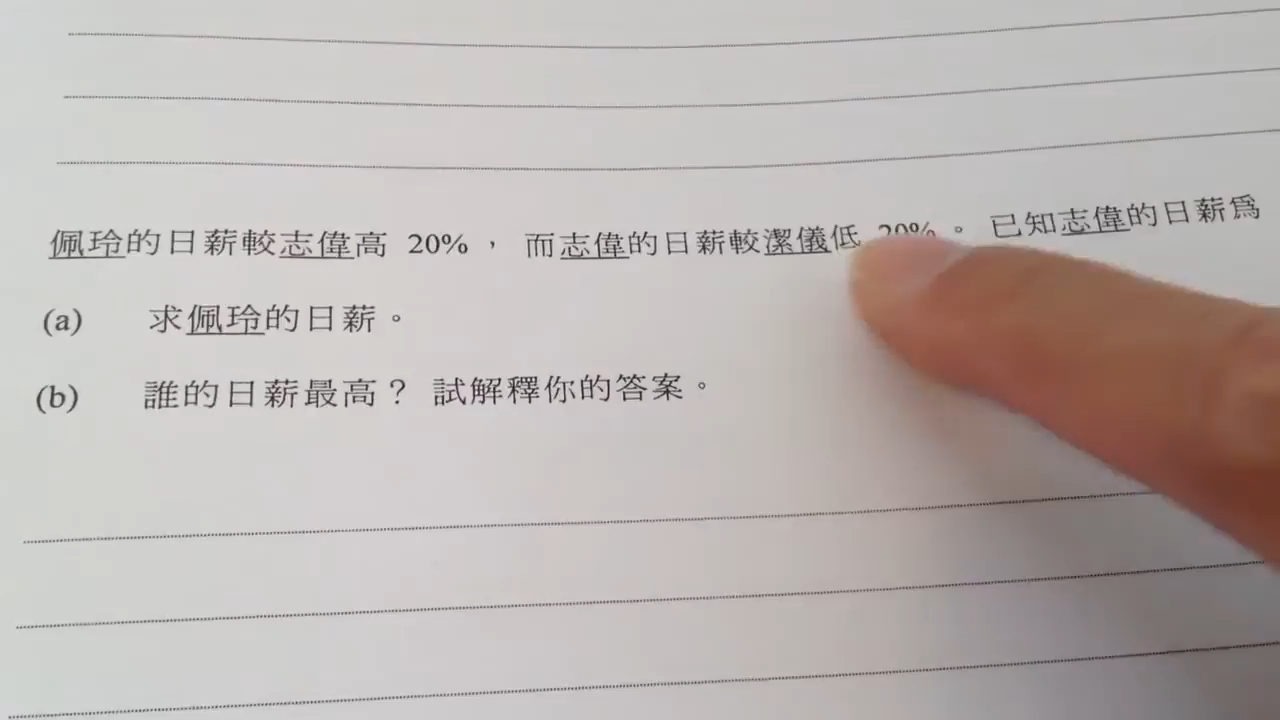 佩玲的日薪較志偉高 20%，而志偉的日薪較潔儀低 20%。已知志偉的日薪爲
(a) 求佩玲的日薪。
(b) 誰的日薪最高？試解釋你的答案。